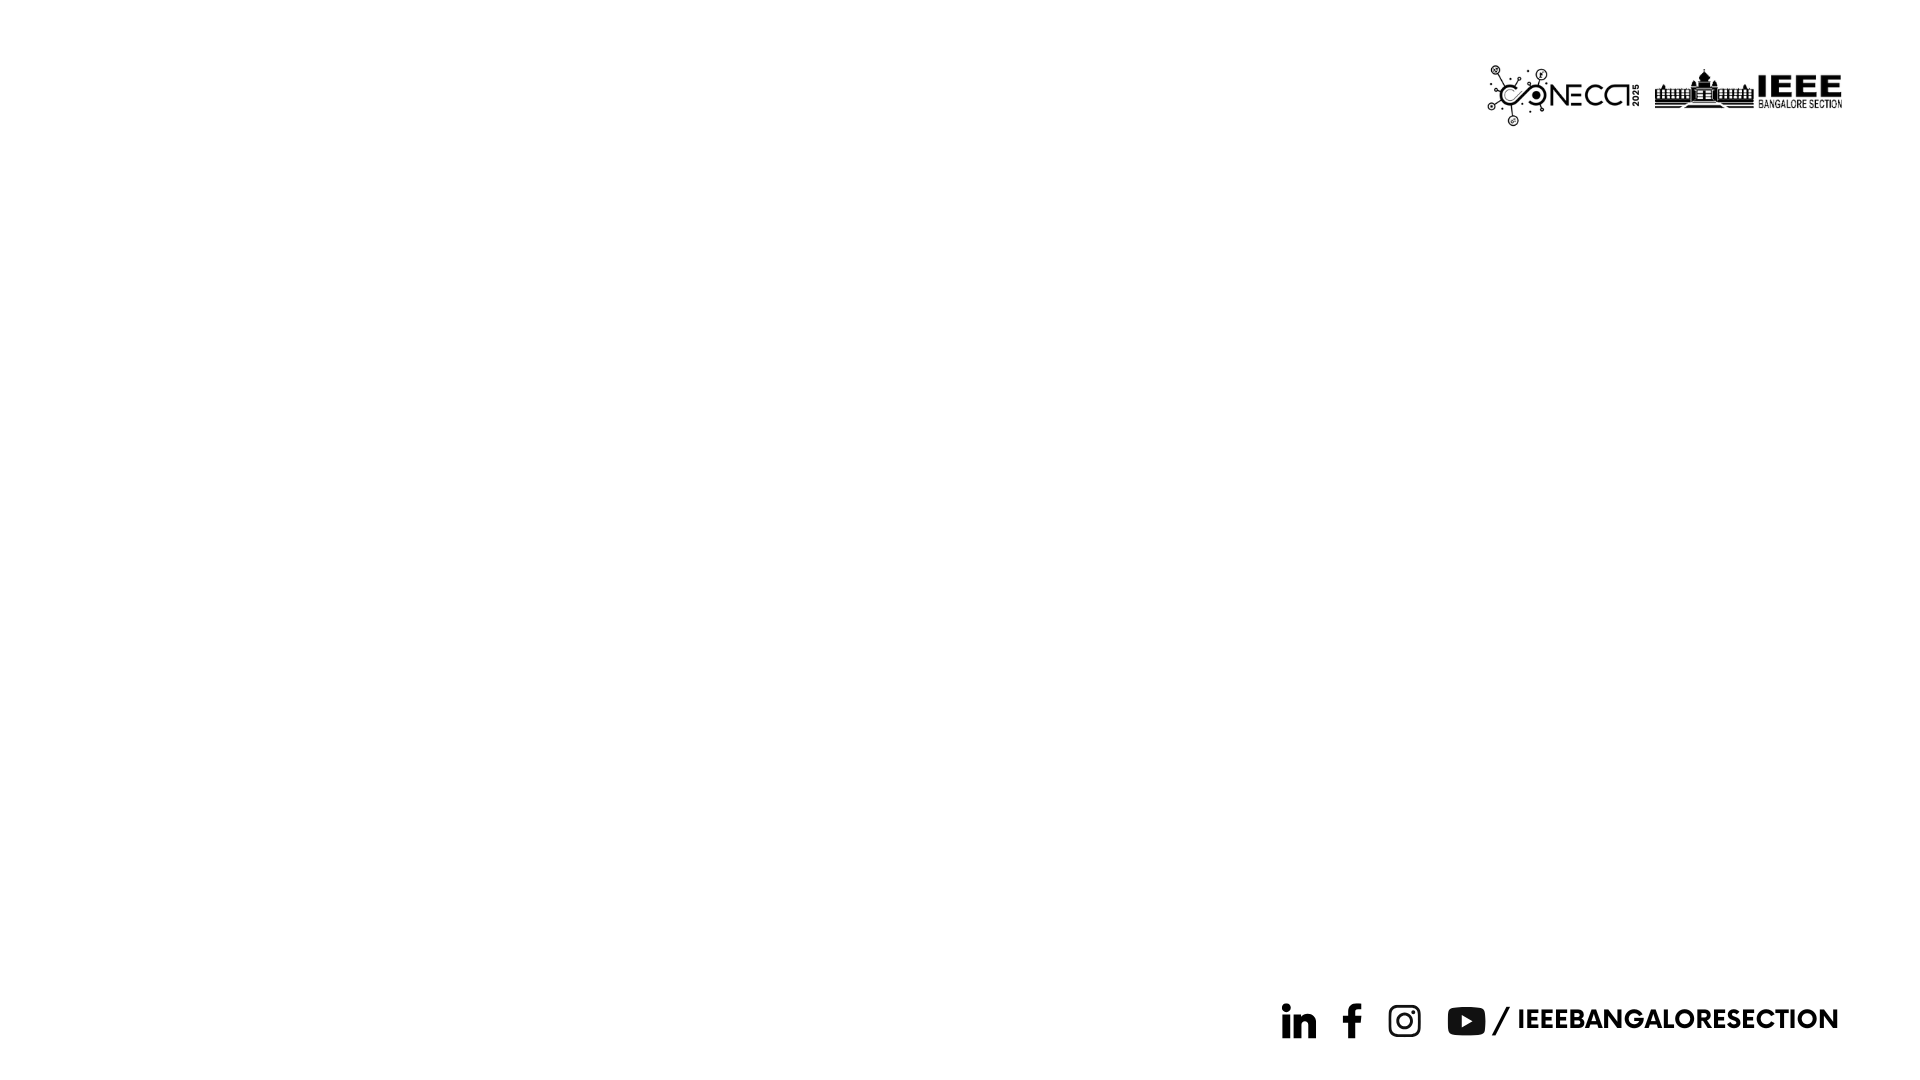 CONECCT 2025
IEEE
BANGALORE SECTION
/ IEEEBANGALORESECTION